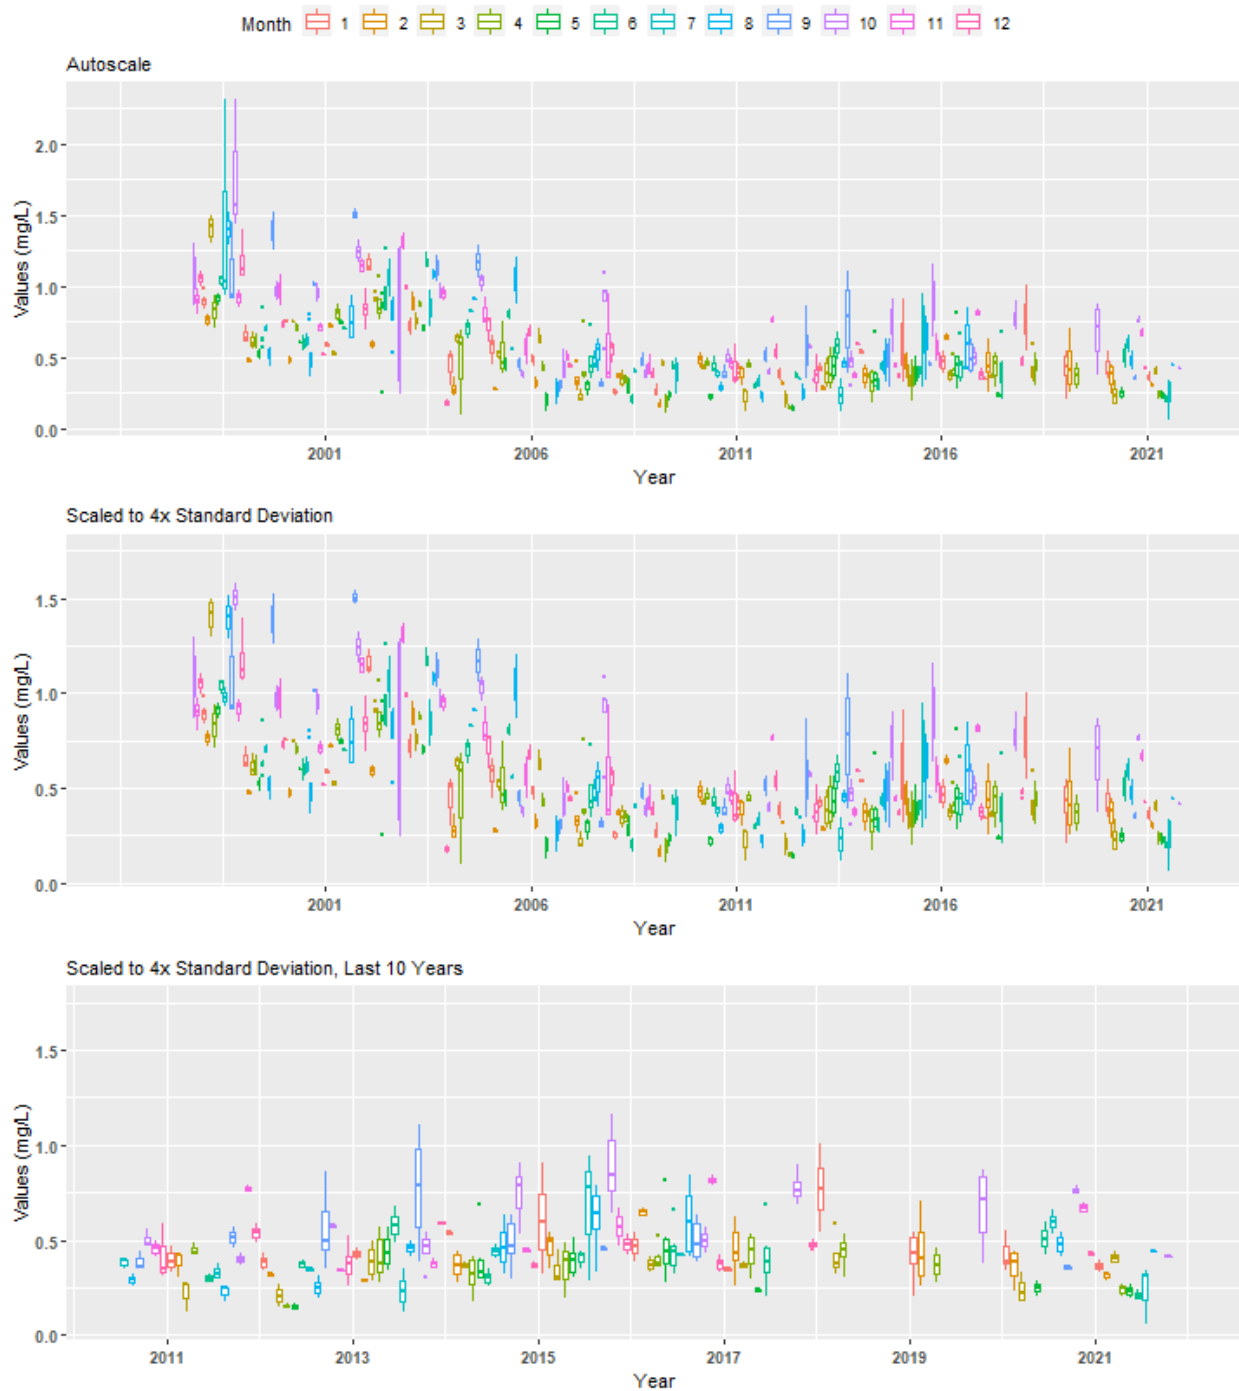 Month 1 2 3 4 5 6 7 8 9 10 11 12
Autoscale
Values (mg/L)
2.0
1.5
1.0
0.5
0.0
2001 2006 2011 2016 2021
Year
Scaled to 4x Standard Deviation
Values (mg/L)
1.5
1.0
0.5
0.0
2001 2006 2011 2016 2021
Year
Scaled to 4x Standard Deviation, Last 10 Years
Values (mg/L)
1.5
1.0
0.5
0.0
2011 2013 2015 2017 2019 2021
Year